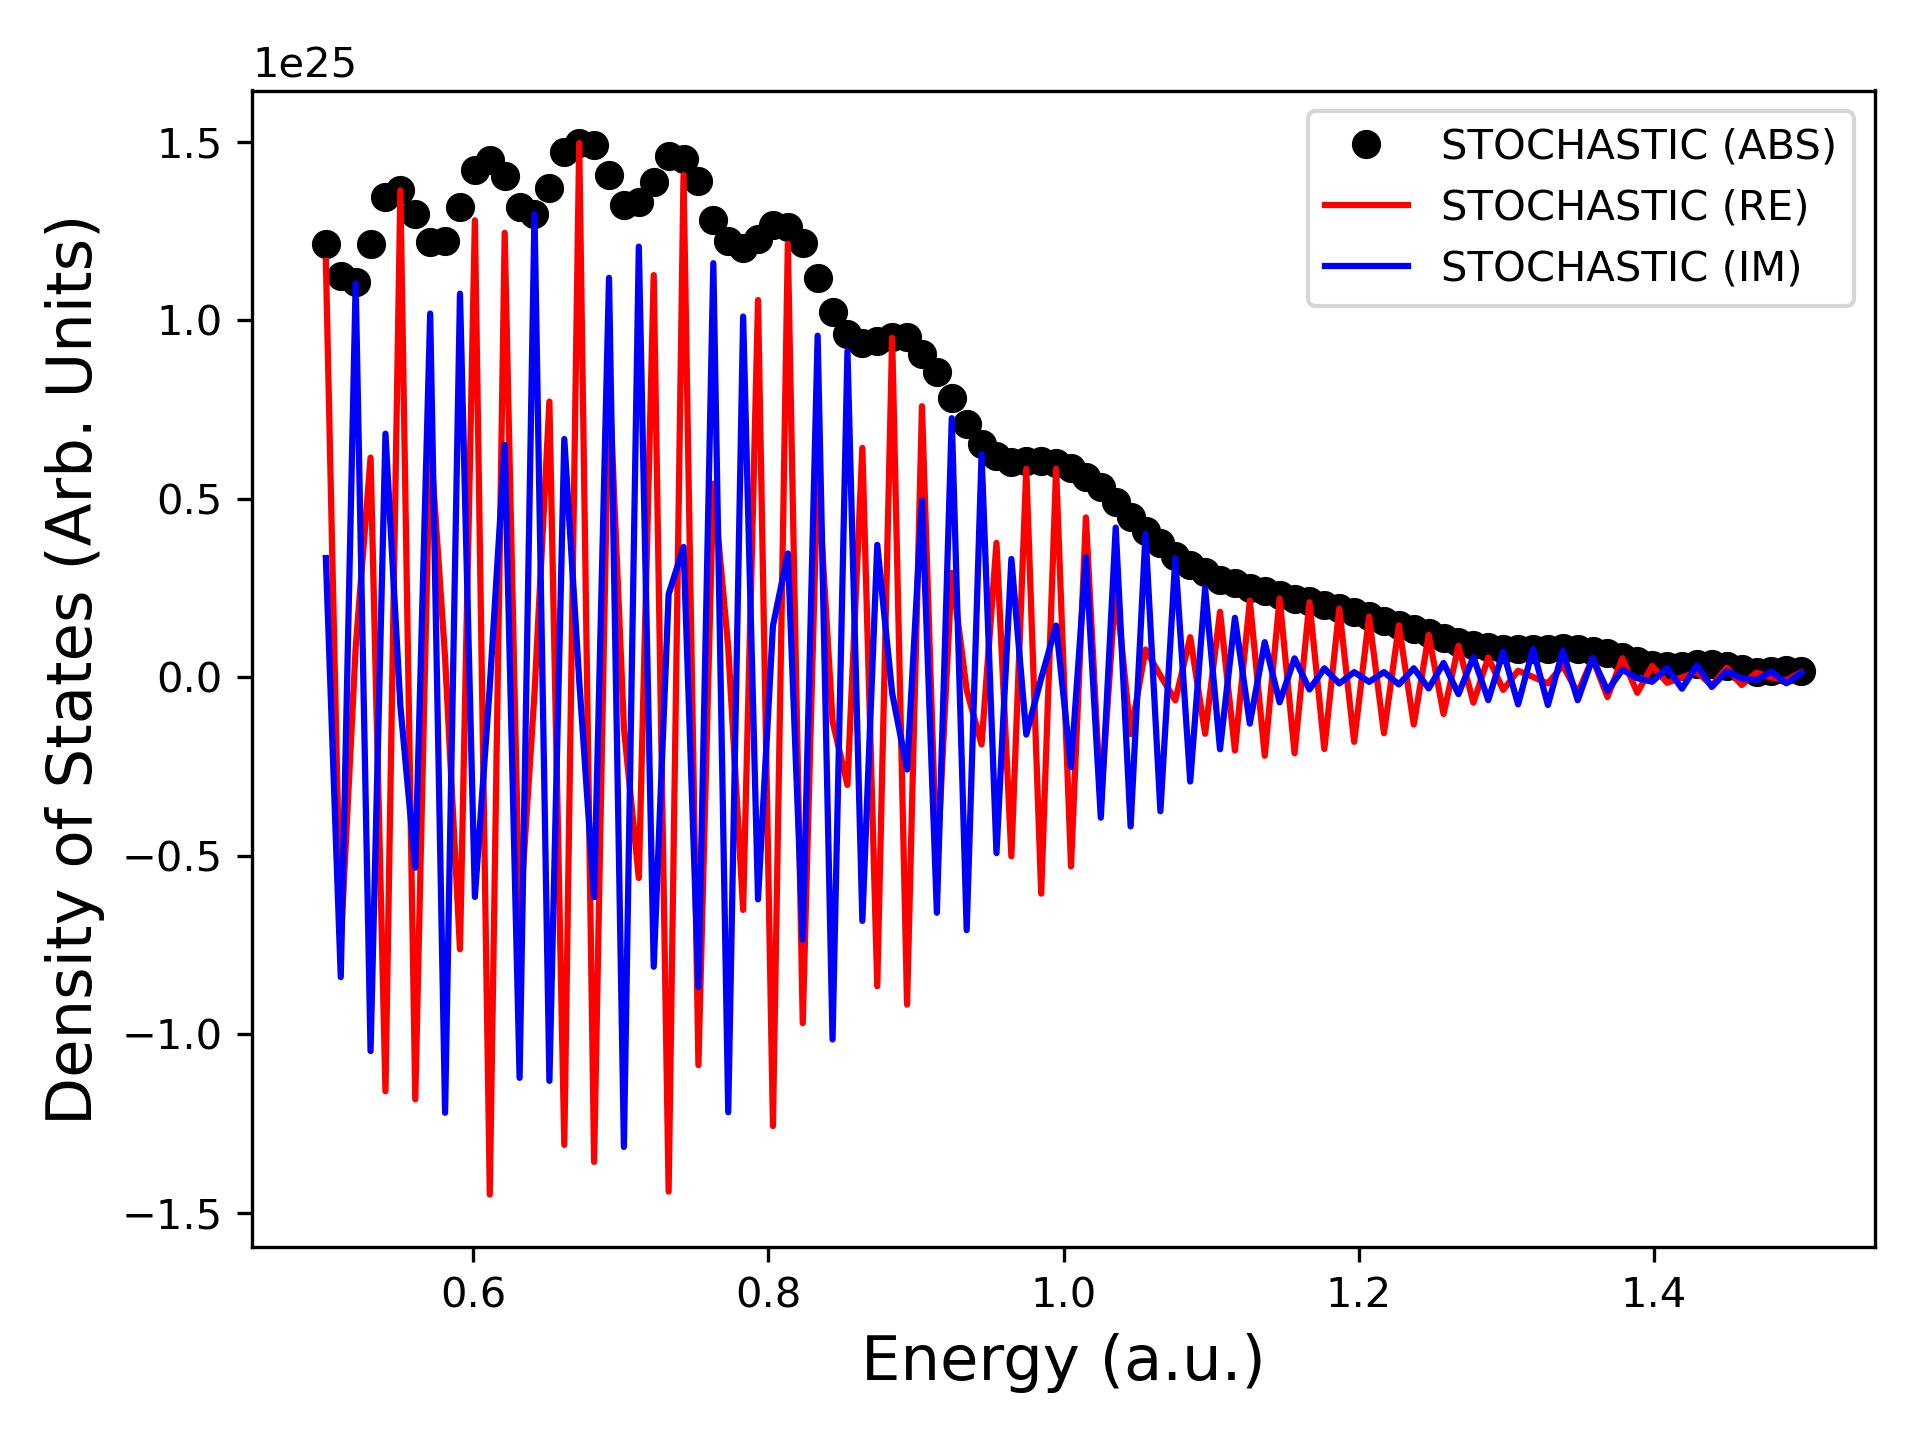 1e25
1.5
1.0
0.5
0.0
−0.5
−1.0
−1.5
Density of States (Arb. Units)
STOCHASTIC (ABS)
STOCHASTIC (RE)
STOCHASTIC (IM)
0.6 0.8 1.0 1.2 1.4
Energy (a.u.)